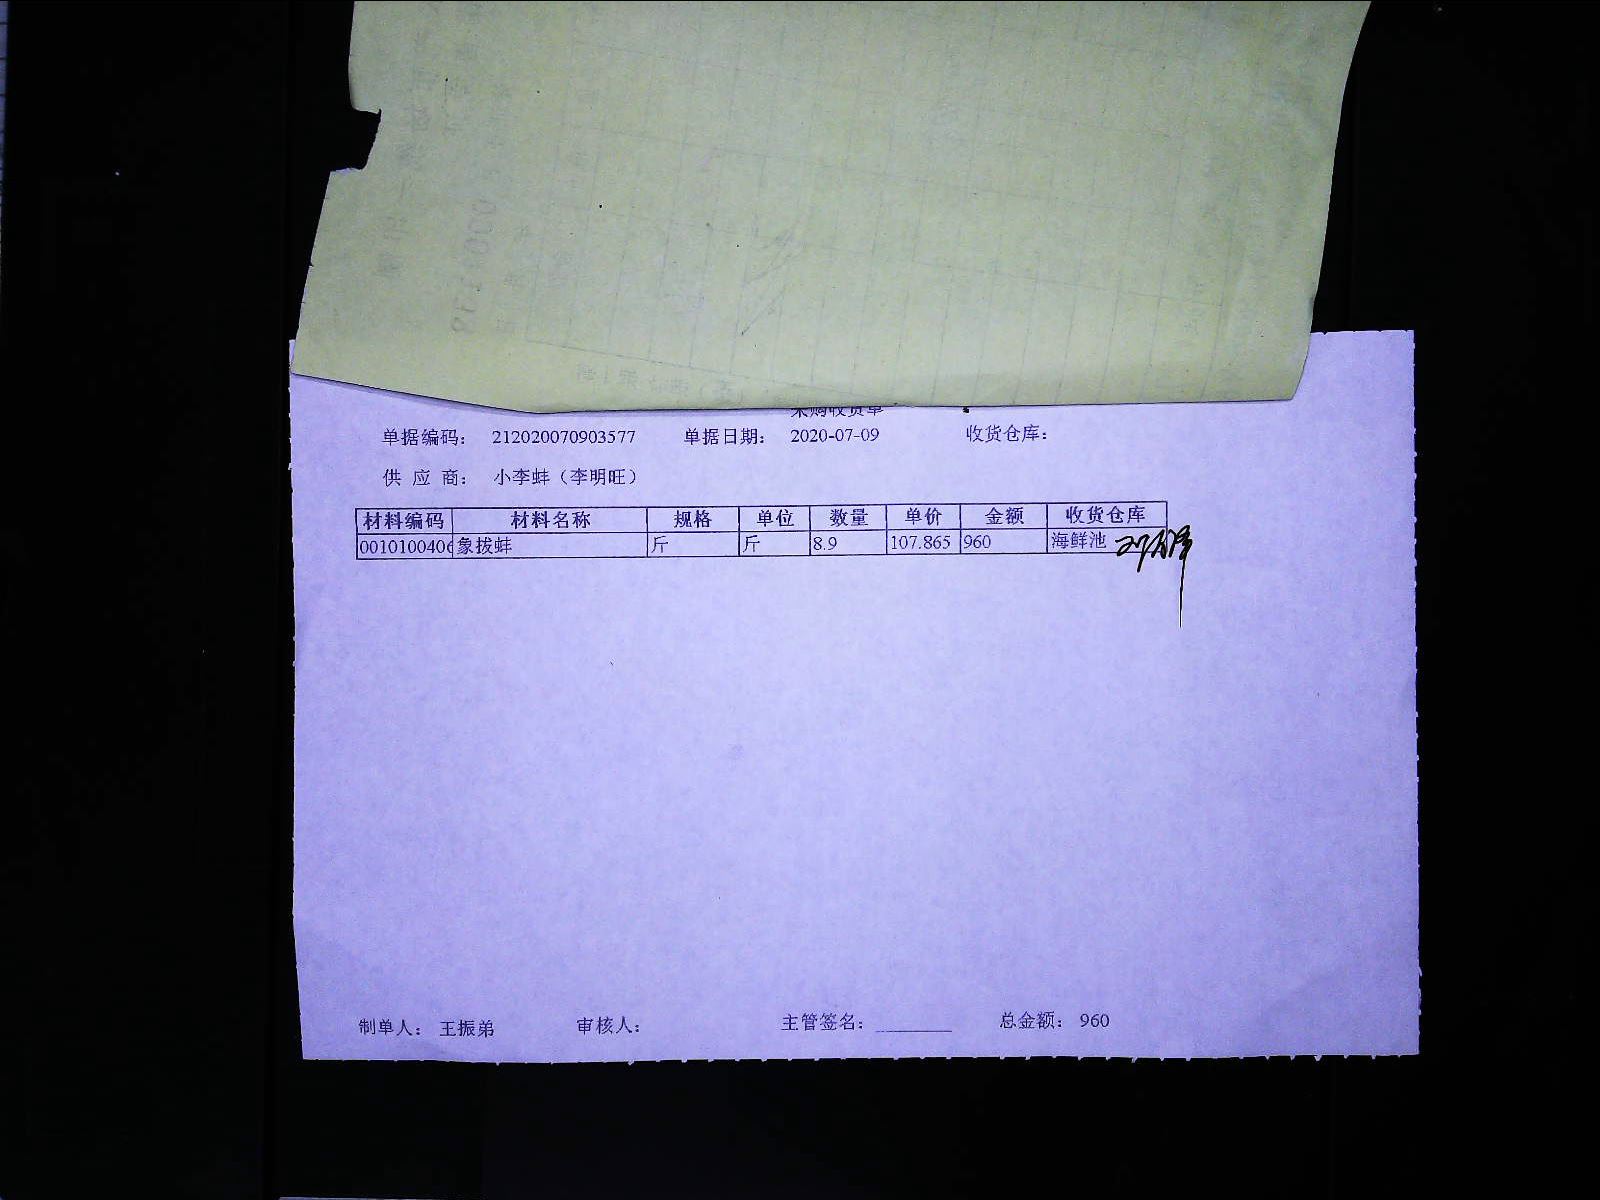 采购收货单
单据编码： 212020070903577 单据日期： 2020-07-09 收货仓库：
供 应 商： 小李蚌（李明旺）
材料编码 材料名称 规格 单位 数量 单价 金额 收货仓库
0010100406 象拔蚌 斤 斤 8.9 107.865 960 海鲜池
制单人： 王振弟 审核人： 主管签名： 总金额： 960